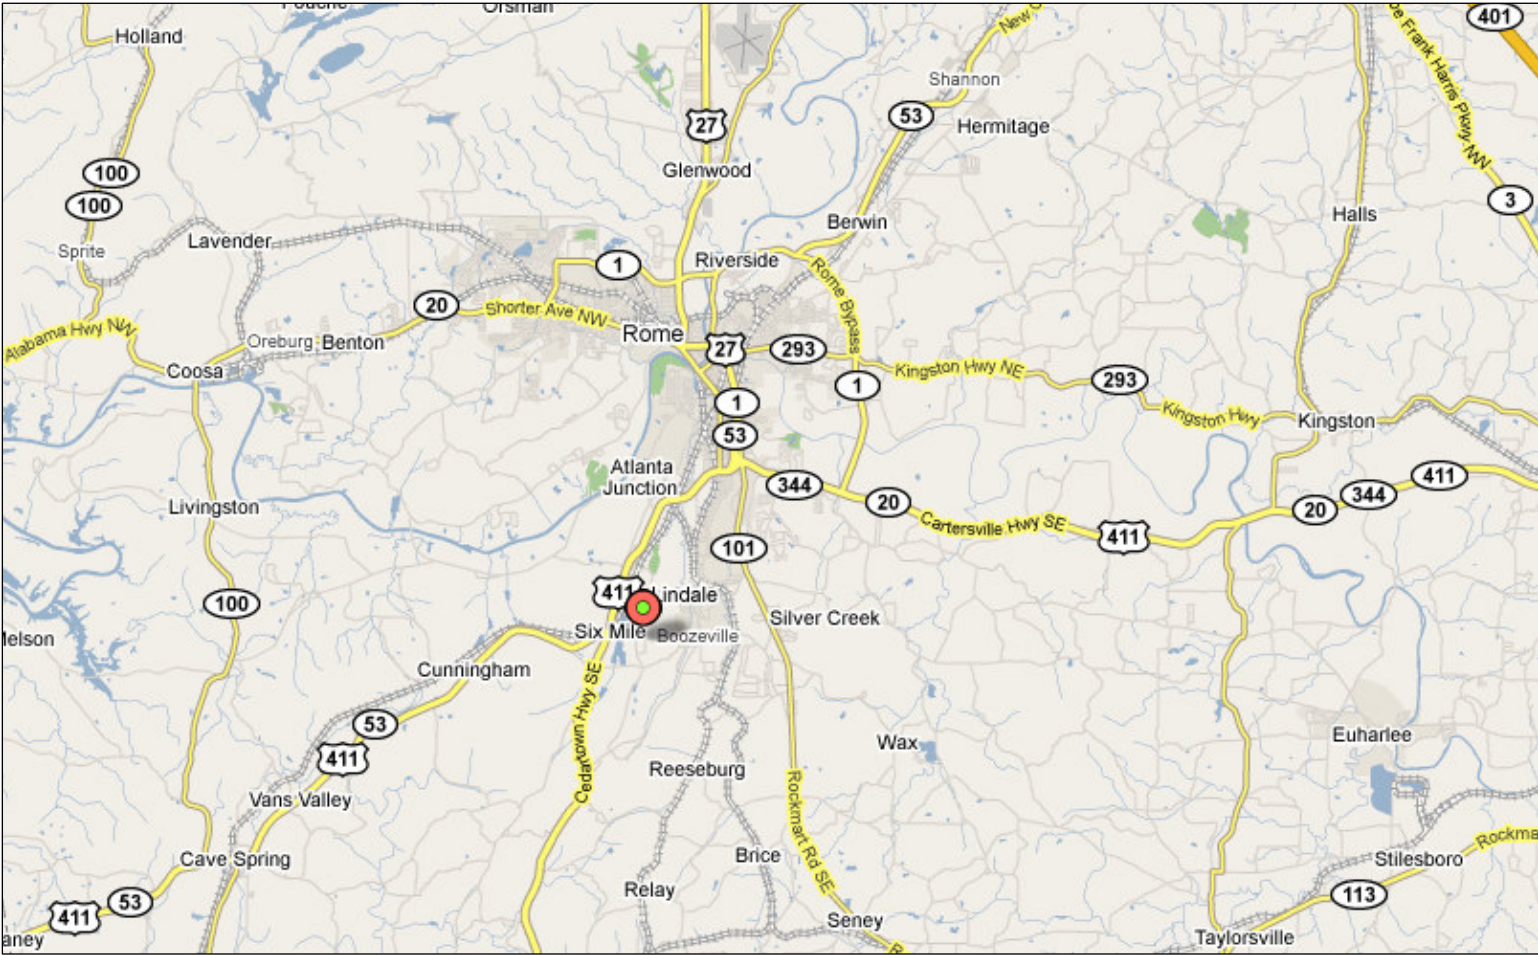 Orsman
401
Holland
New
Frank Harris Pkwy NW
Shannon
53
27
Hermitage
Glenwood
100
100
3
Halls
Berwin
Lavender
Sprite
Riverside
1
Rome Bypass
20
Shorter Ave NW
Alabama Hwy NW
Rome
Oreburg
Benton
27
293
Coosa
Kingston Hwy NE
293
1
1
Kingston Hwy
Kingston
53
Atlanta
Junction
344
411
344
20
20
Livingston
Cartersville Hwy SE
411
101
411
Lindale
100
Silver Creek
Six Mile
Boozeville
Cunningham
Cedartown Hwy SE
53
411
Euharlee
Wax
Reeseburg
Rockmart Rd SE
Vans Valley
Cave Spring
Brice
Stilesboro
Relay
113
53
411
Seney
Taylorsville